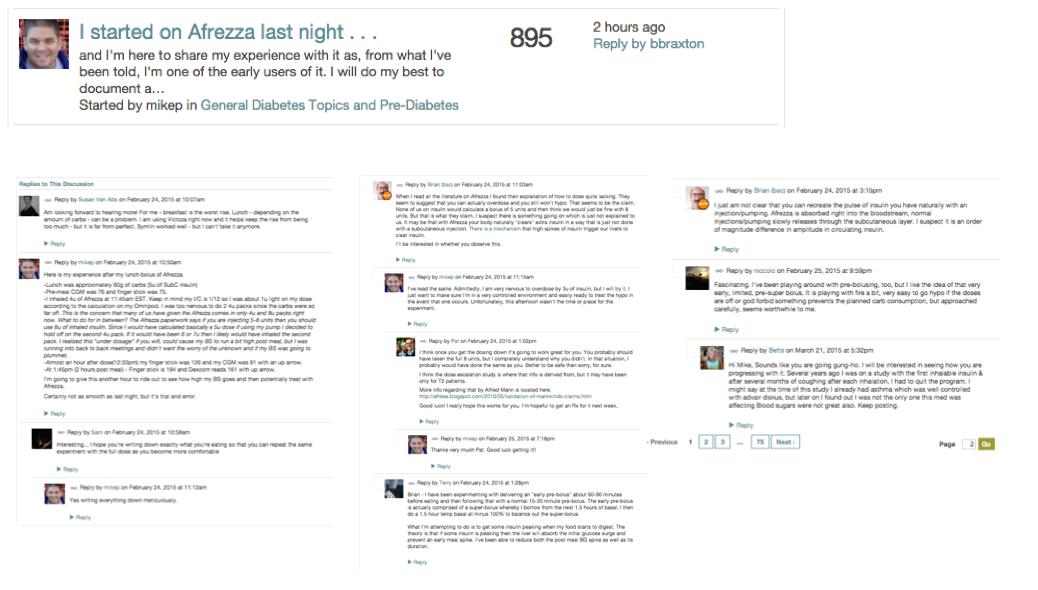 I started on Afrezza last night . . .
and I'm here to share my experience with it as, from what I've
been told, I'm one of the early users of it. I will do my best to
document a...
Started by mikep in General Diabetes Topics and Pre-Diabetes
895
2 hours ago
Reply by bbraxton
Replies to This Discussion
Reply by Susan Van Abs on February 24, 2015 at 10:07am
Am looking forward to hearing more! For me - breakfast is the worst rise. Lunch - depending on the
amount of carbs - can be a problem. I am using Victoza right now and it helps keep the rise from being
too much - but it is far from perfect. Symlin worked well - but I can't take it anymore.
▶ Reply
Reply by mikep on February 24, 2015 at 10:50am
Here is my experience after my lunch-bolus of Afrezza.
-Lunch was approximately 60g of carbs (5u of SubC insulin)
-Pre-meal CGM was 76 and finger stick was 75.
-I inhaled 4u of Afrezza at 11:45am EST. Keep in mind my I/C is 1/12 so I was about 1u light on my dose
according to the calculation on my Omnipod. I was too nervous to do 2 4u packs since the carbs were so
far off. This is the concern that many of us have given the Afrezza comes in only 4u and 8u packs right
now. What to do for in between? The Afrezza paperwork says if you are injecting 5-8 units then you should
use 8u of inhaled insulin. Since I would have calculated basically a 5u dose if using my pump I decided to
hold off on the second 4u pack. If it would have been 6 or 7u then I likely would have inhaled the second
pack. I realized this "under dosage" if you will, could cause my BS to run a bit high post meal, but I was
running into back to back meetings and didn't want the worry of the unknown and if my BS was going to
plummet.
-Almost an hour after dose(12:33pm) my finger stick was 126 and my CGM was 91 with an up arrow.
-At 1:45pm (2 hours post meal) - Finger stick is 194 and Dexcom reads 161 with up arrow.
I'm going to give this another hour to ride out to see how high my BS goes and then potentially treat with
Afrezza.
Certainly not as smooth as last night, but it's trial and error.
▶ Reply
Reply by Sam on February 24, 2015 at 10:58am
Interesting... I hope you're writing down exactly what you're eating so that you can repeat the same
experiment with the full dose as you become more comfortable
▶ Reply
Reply by mikep on February 24, 2015 at 11:12am
Yes writing everything down meticulously.
▶ Reply
Reply by Brian (bsc) on February 24, 2015 at 11:03am
When I read all the literature on Afrezza I found their explanation of how to dose quite lacking. They
seem to suggest that you can actually overdose and you still won't hypo. That seems to be the claim.
None of us on insulin would calculate a bolus of 5 units and then think we would just be fine with 8
units. But that is what they claim. I suspect there is something going on which is just not explained to
us. it may be that with Afrezza your body naturally "clears" extra insulin in a way that is just not done
with a subcutaneous injection. There is a mechanism that high spikes of insulin trigger our livers to
clear insulin.
I'll be interested in whether you observe this.
▶ Reply
Reply by mikep on February 24, 2015 at 11:15am
I've read the same. Admittedly, I am very nervous to overdose by 3u of insulin, but I will try it. I
just want to make sure I'm in a very controlled environment and easily ready to treat the hypo in
the event that one occurs. Unfortunately, this afternoon wasn't the time or place for the
experiment.
▶ Reply
Reply by Pat on February 24, 2015 at 1:02pm
I think once you get the dosing down it's going to work great for you. You probably should
have taken the full 8 units, but I completely understand why you didn't. In that situation, I
probably would have done the same as you. Better to be safe than sorry, for sure.
I think the dose escalation study is where that info is derived from, but it may have been
only for T2 patients.
More info regarding that by Alfred Mann is located here.
http://afresa.blogspot.com/2010/05/validation-of-mannkinds-claims.html
Good luck! I really hope this works for you. I'm hopeful to get an Rx for it next week,
▶ Reply
Reply by mikep on February 25, 2015 at 7:18pm
Thanks very much Pat. Good luck getting it!!
▶ Reply
Reply by Terry on February 24, 2015 at 1:28pm
Brian - I have been experimenting with delivering an "early pre-bolus" about 60-90 minutes
before eating and then following that with a normal 15-30 minute pre-bolus. The early pre-bolus
is actually comprised of a super-bolus whereby I borrow from the next 1.5 hours of basal. I then
do a 1.5 hour temp basal at minus 100% to balance out the super-bolus.
What I'm attempting to do is to get some insulin peaking when my food starts to digest. The
theory is that if some insulin is peaking then the liver will absorb the initial glucose surge and
prevent an early meal spike. I've been able to reduce both the post meal BG spike as well as its
duration.
▶ Reply
Reply by Brian (bsc) on February 24, 2015 at 3:15pm
I just am not clear that you can recreate the pulse of insulin you have naturally with an
injection/pumping. Afrezza is absorbed right into the bloodstream, normal
injections/pumping slowly releases through the subcutaneous layer. I suspect it is an order
of magnitude difference in amplitude in circulating insulin.
▶ Reply
Reply by niccolo on February 25, 2015 at 9:59pm
Fascinating. I've been playing around with pre-bolusing, too, but I like the idea of that very
early, limited, pre-super bolus. It is playing with fire a bit, very easy to go hypo if the doses
are off or god forbid something prevents the planned carb consumption, but approached
carefully, seems worthwhile to me.
▶ Reply
Reply by Betts on March 21, 2015 at 5:32pm
Hi Mike, Sounds like you are going gung-ho. I will be interested in seeing how you are
progressing with it. Several years ago I was on a study with the first inhalable insulin &
after several months of coughing after each inhalation, I had to quit the program. I
might say at the time of this study I already had asthma which was well controlled
with advair diskus, but later on I found out I was not the only one this med was
affecting Blood sugars were not great also. Keep posting.
▶ Reply
‹ Previous 1 2 3 ... 75 Next › Page 2 Go